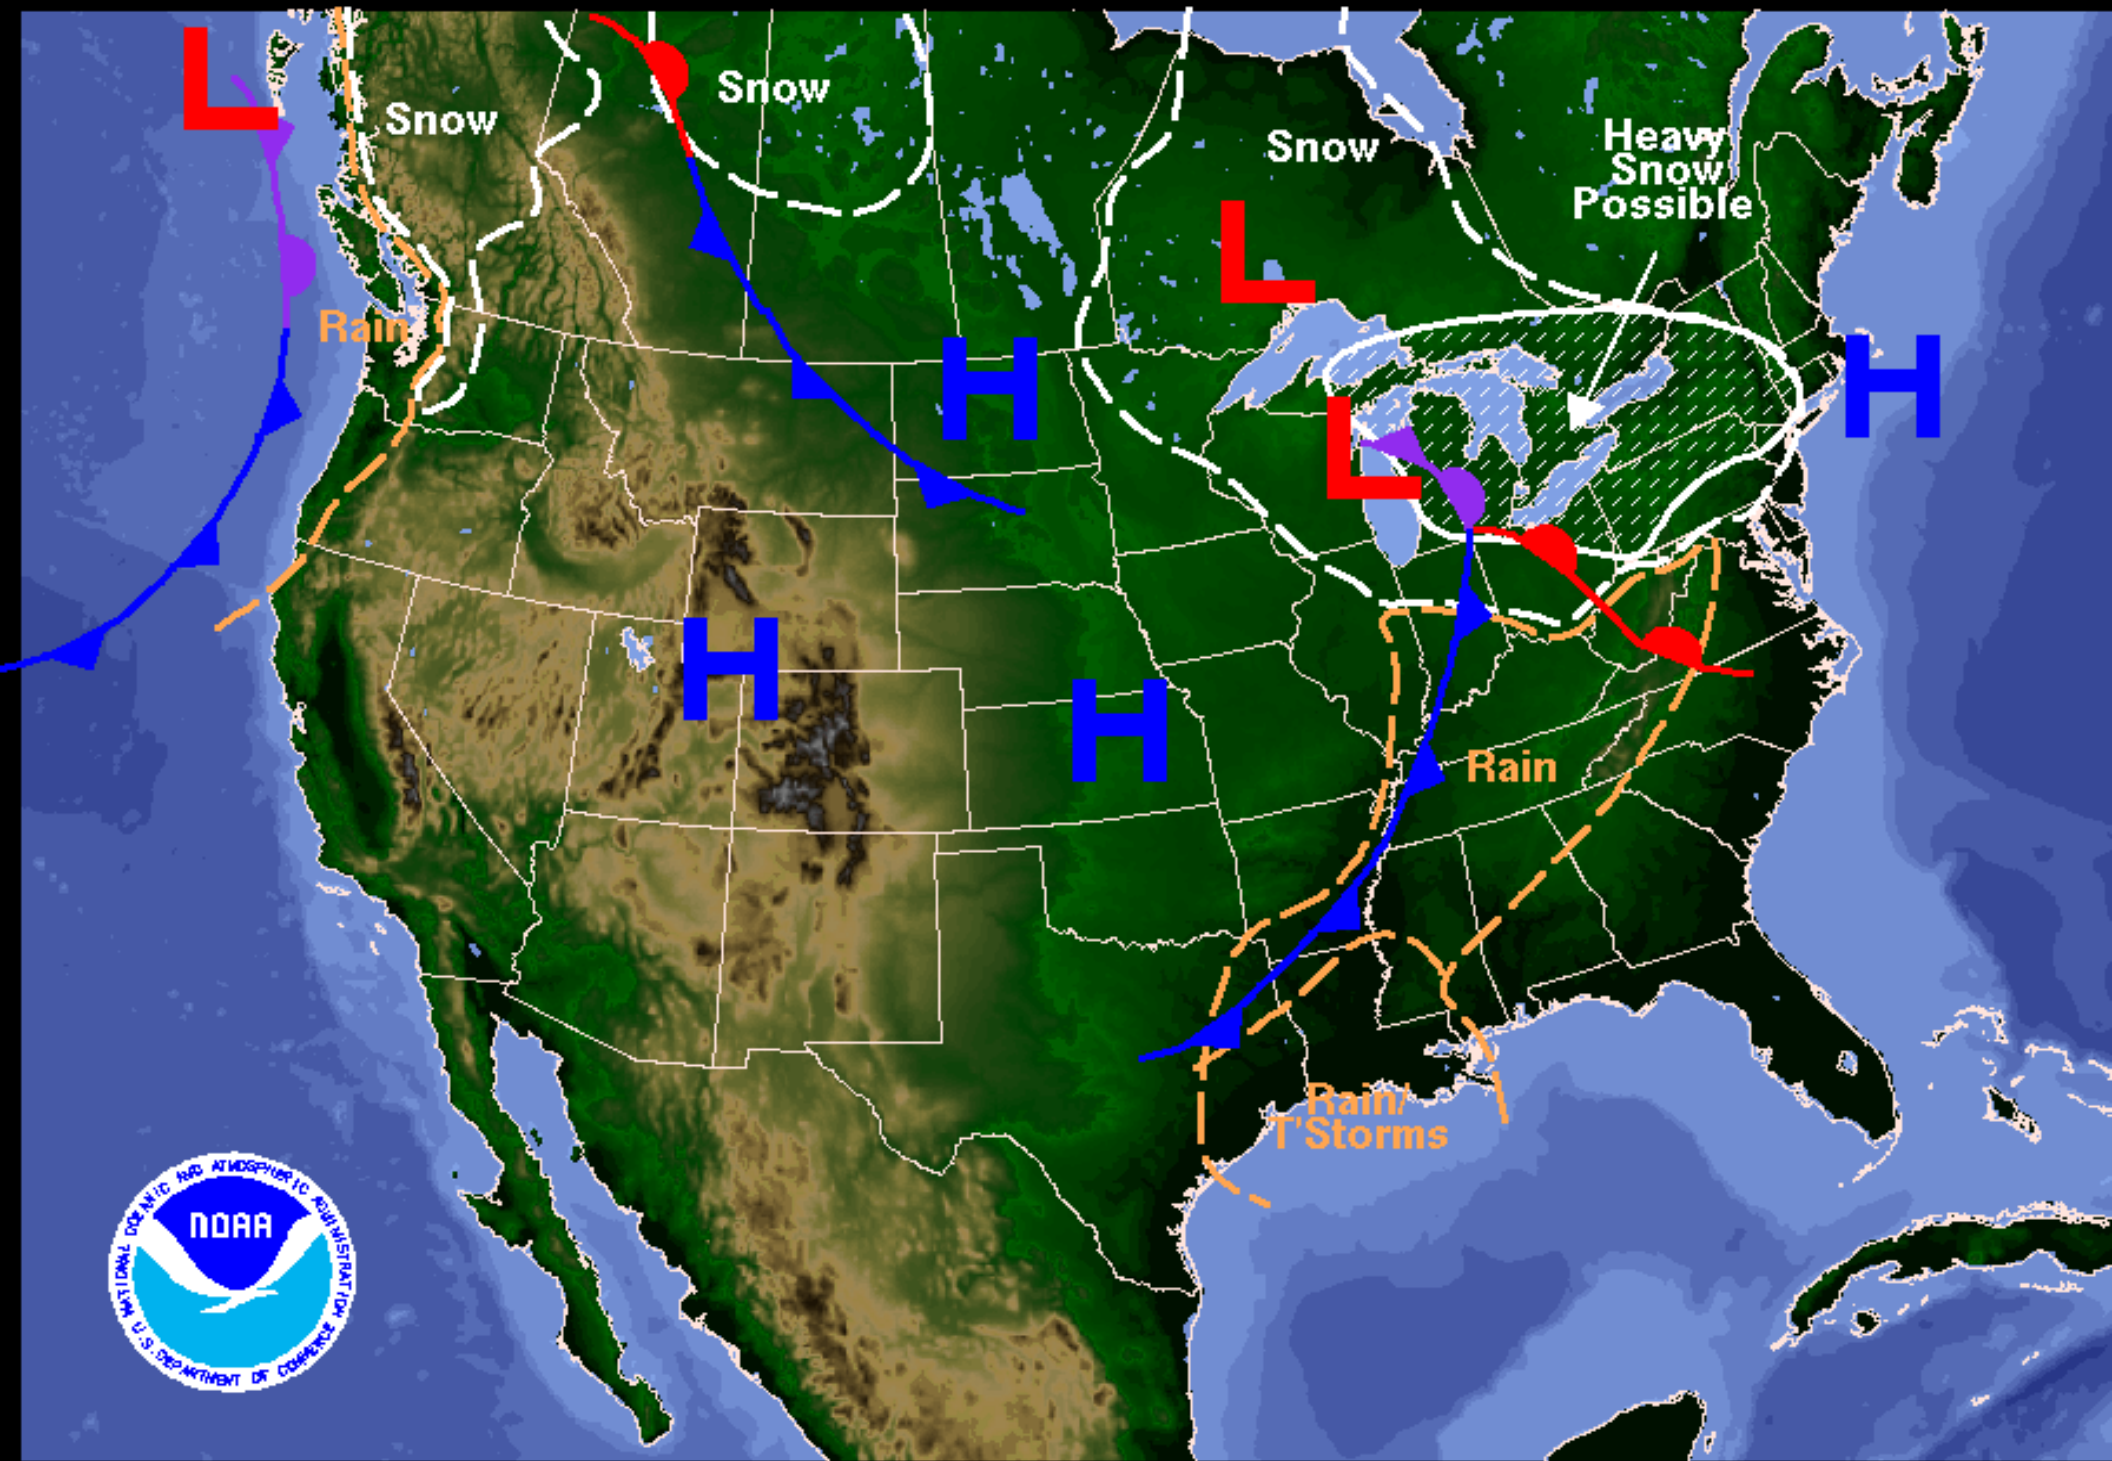 L
Snow
Snow
Snow
Heavy
Snow
Possible
L
Rain
H
L
H
H
H
Rain
Rain/
T'Storms
NATIONAL OCEANIC AND ATMOSPHERIC ADMINISTRATION
NOAA
U.S. DEPARTMENT OF COMMERCE